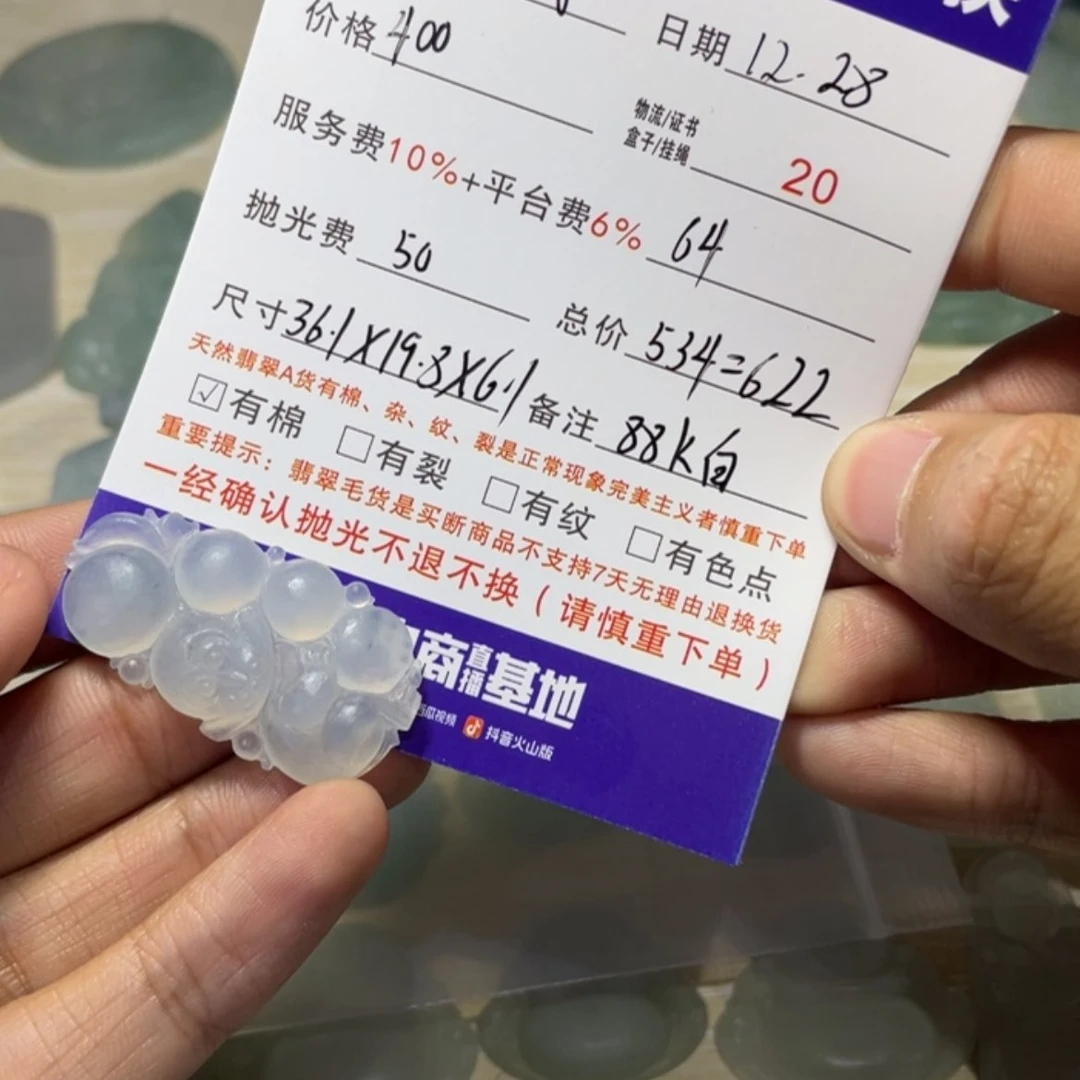 价格 400 日期 12.28
物流/证书
盒子/挂绳 20
服务费10%+平台费6% 64
抛光费 50 总价 534=622
尺寸36.1X19.8X6.1 备注 88K白
天然翡翠A货有棉、杂、纹、裂是正常现象完美主义者慎重下单
☑有棉 □有裂 □有纹 □有色点
重要提示：翡翠毛货是买断商品不支持7天无理由退换货
一经确认抛光不退不换（请慎重下单）
商直播基地
视频 抖音火山版